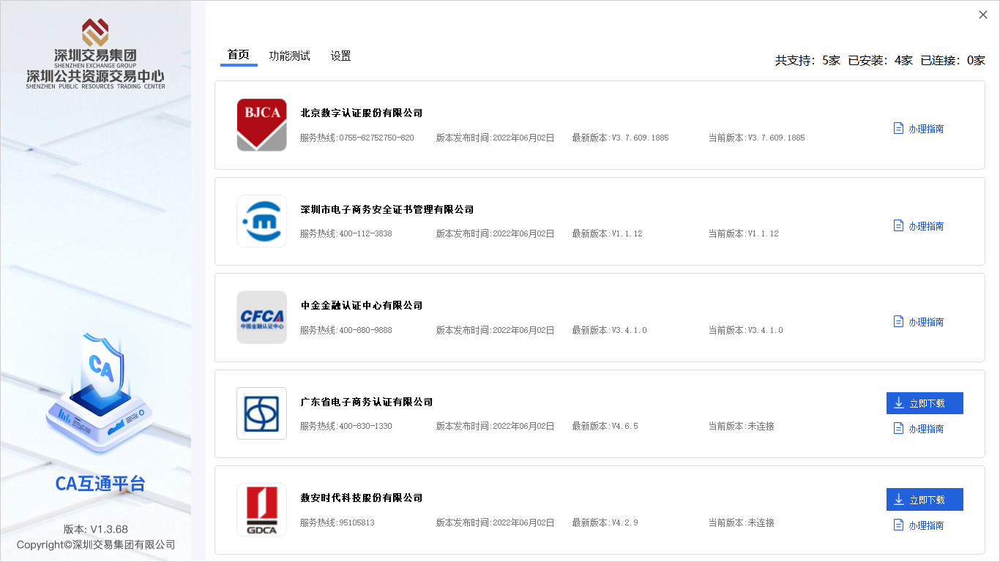 深圳交易集团
SHENZHEN EXCHANGE GROUP
深圳公共资源交易中心
SHENZHEN PUBLIC RESOURCES TRADING CENTER
首页 功能测试 设置
共支持：5家 已安装：4家 已连接：0家
BJCA
北京数字认证股份有限公司
服务热线:0755-82752750-820 版本发布时间:2022年06月02日 最新版本:V3.7.609.1885 当前版本:V3.7.609.1885
办理指南
深圳市电子商务安全证书管理有限公司
服务热线:400-112-3838 版本发布时间:2022年06月02日 最新版本:V1.1.12 当前版本:V1.1.12
办理指南
CFCA
中国金融认证中心
中金金融认证中心有限公司
服务热线:400-880-9888 版本发布时间:2022年06月02日 最新版本:V3.4.1.0 当前版本:V3.4.1.0
办理指南
广东省电子商务认证有限公司
服务热线:400-830-1330 版本发布时间:2022年06月02日 最新版本:V4.6.5 当前版本:未连接
立即下载
办理指南
GDCA
数安时代科技股份有限公司
服务热线:95105813 版本发布时间:2022年06月02日 最新版本:V4.2.9 当前版本:未连接
立即下载
办理指南
CA
CA互通平台
版本: V1.3.68
Copyright©深圳交易集团有限公司